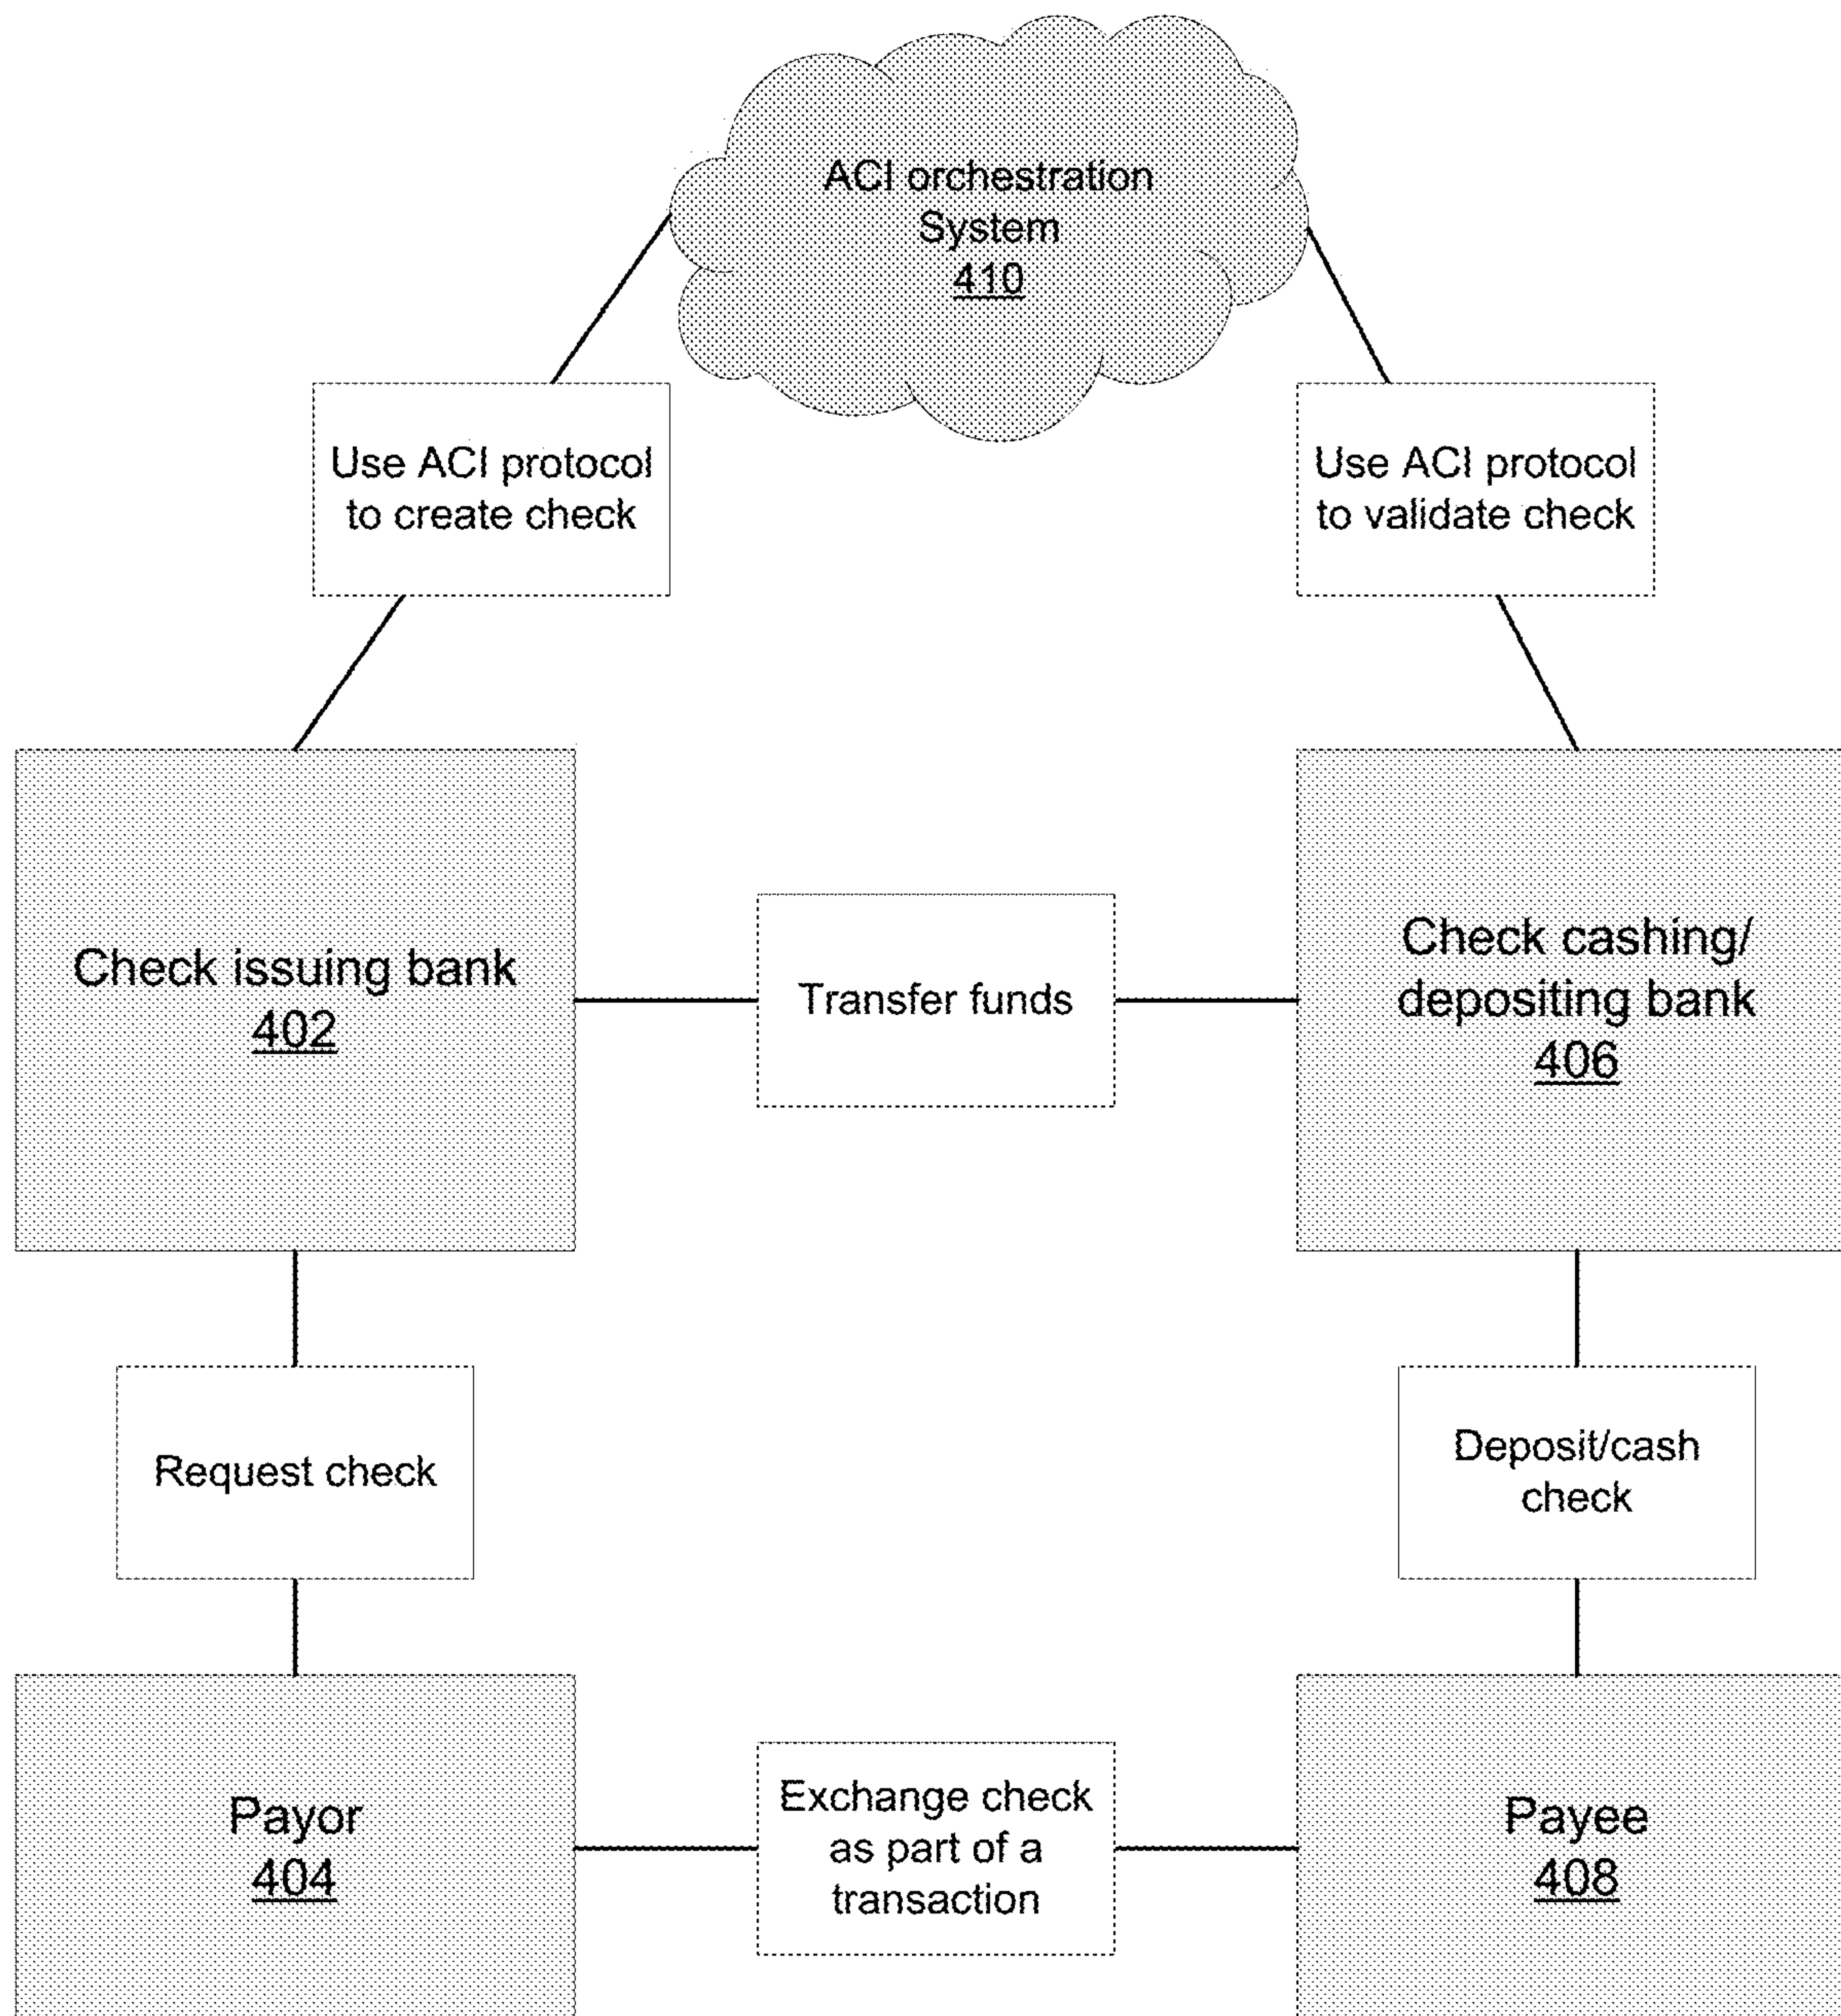 ACI orchestration
System
410
Use ACI protocol
to create check
Use ACI protocol
to validate check
Check issuing bank
402
Transfer funds
Check cashing/
depositing bank
406
Request check
Deposit/cash
check
Payor
404
Exchange check
as part of a
transaction
Payee
408